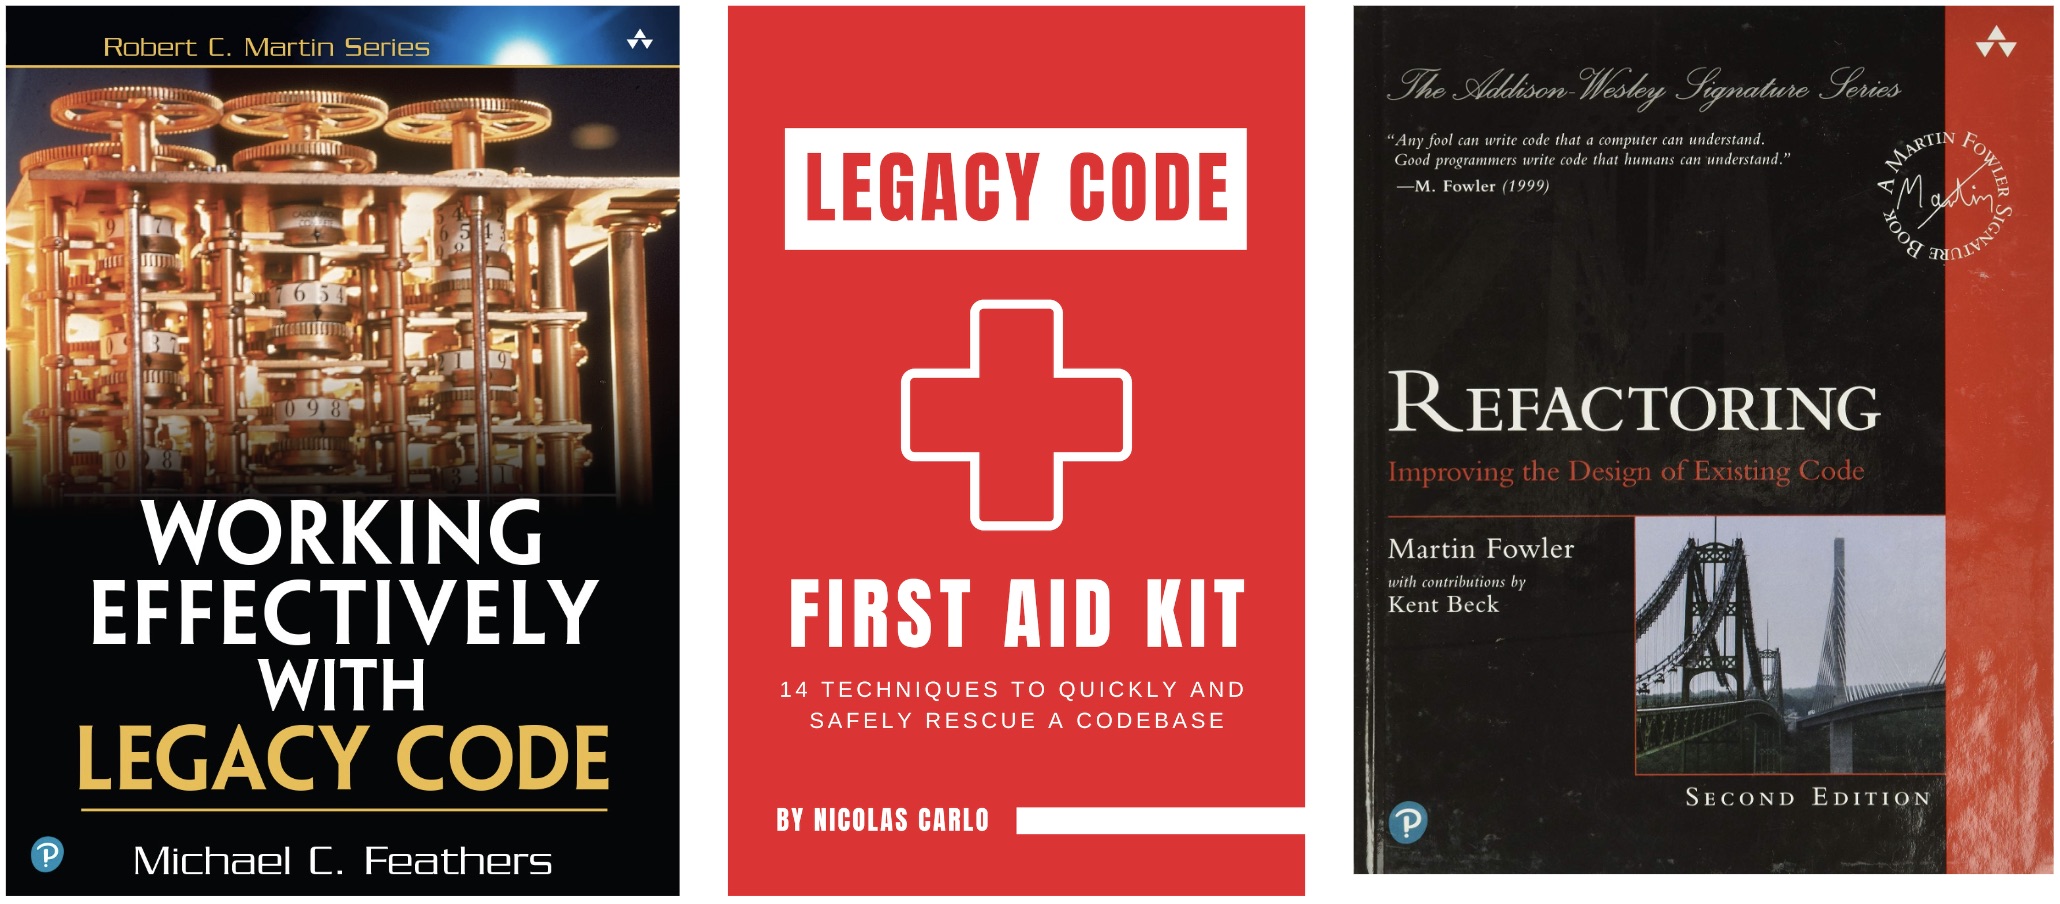 Robert C. Martin Series
WORKING
EFFECTIVELY
WITH
LEGACY CODE
Michael C. Feathers
LEGACY CODE
FIRST AID KIT
14 TECHNIQUES TO QUICKLY AND
SAFELY RESCUE A CODEBASE
BY NICOLAS CARLO
The Addison-Wesley Signature Series
“Any fool can write code that a computer can understand.
Good programmers write code that humans can understand.”
—M. Fowler (1999)
A MARTIN FOWLER SIGNATURE BOOK
Martin
REFACTORING
Improving the Design of Existing Code
Martin Fowler
with contributions by
Kent Beck
SECOND EDITION
P
P